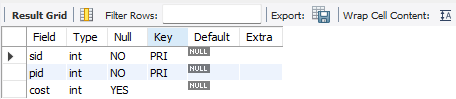 Result Grid Filter Rows: Export: Wrap Cell Content: IA
Field Type Null Key Default Extra
sid int NO PRI NULL
pid int NO PRI NULL
cost int YES NULL